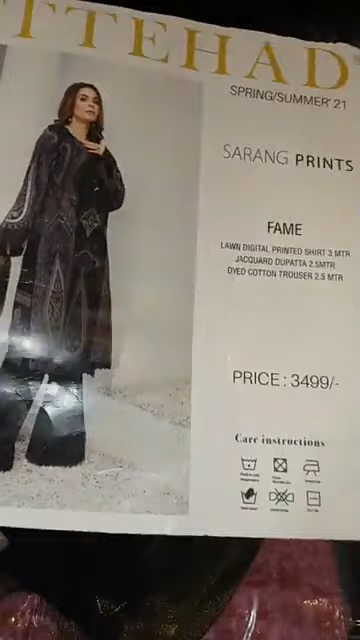 TTEHAD
SPRING/SUMMER' 21
SARANG PRINTS
FAME
LAWN DIGITAL PRINTED SHIRT 3 MTR
JACQUARD DUPATTA 2.5MTR
DYED COTTON TROUSER 2.5 MTR
PRICE : 3499/-
Care instructions